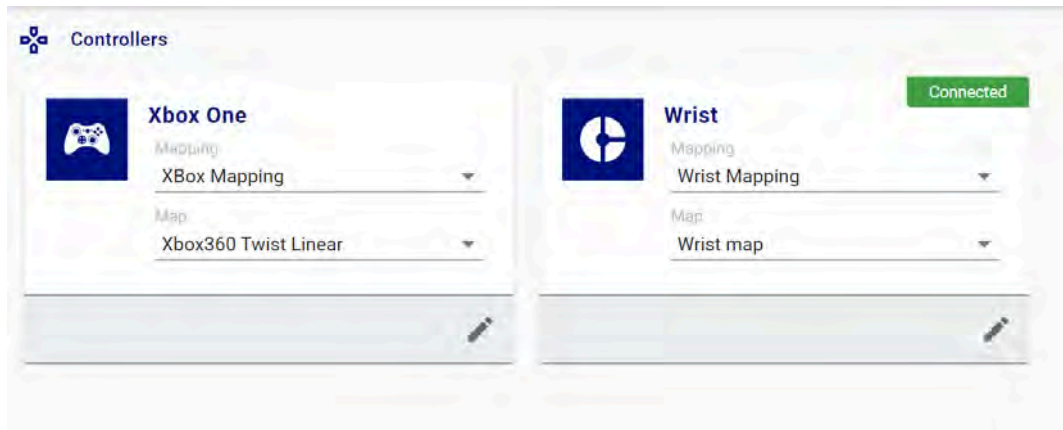 Controllers
Xbox One
Mapping
XBox Mapping
Map
Xbox360 Twist Linear
Connected
Wrist
Mapping
Wrist Mapping
Map
Wrist map